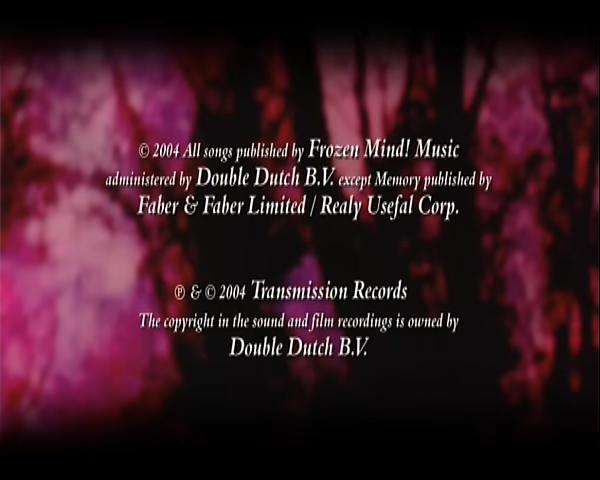 © 2004 All songs published by Frozen Mind! Music
administered by Double Dutch B.V. except Memory published by
Faber & Faber Limited / Realy Usefal Corp.
℗ & © 2004 Transmission Records
The copyright in the sound and film recordings is owned by
Double Dutch B.V.